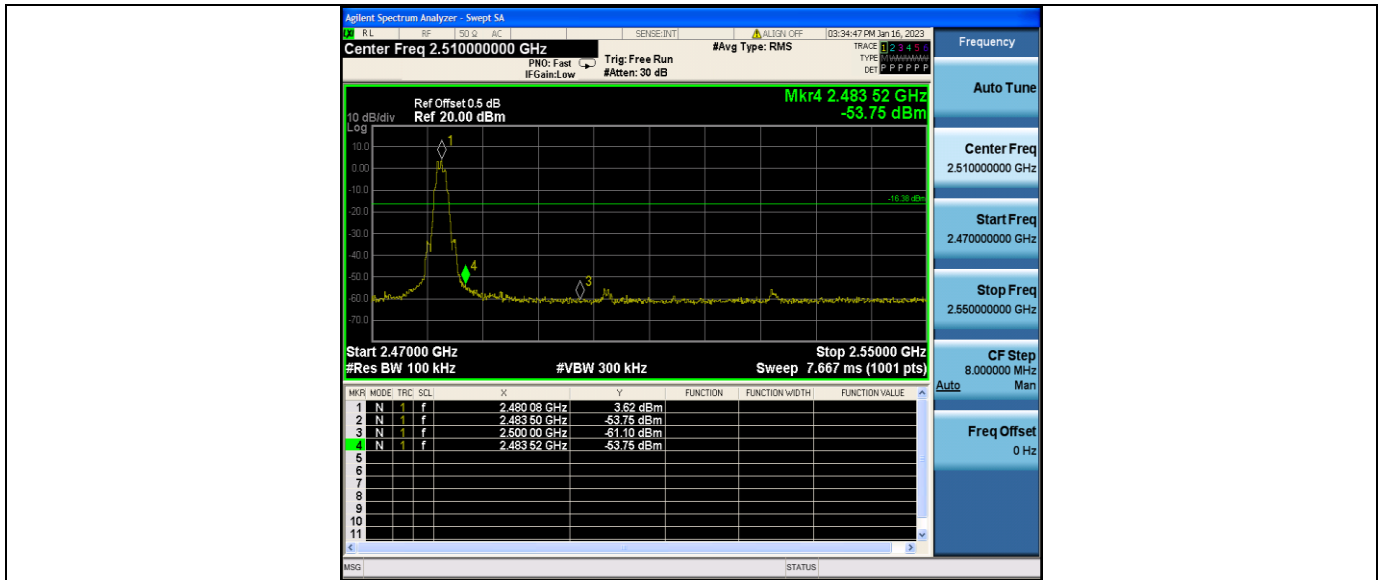 Agilent Spectrum Analyzer - Swept SA
LXI RL RF 50 Ω AC SENSE:INT ALIGN OFF 03:34:47 PM Jan 16, 2023
Center Freq 2.510000000 GHz #Avg Type: RMS TRACE 1 2 3 4 5 6
PNO: Fast Trig: Free Run TYPE M
IFGain:Low #Atten: 30 dB DET P P P P P P
Mkr4 2.483 52 GHz
-53.75 dBm
Ref Offset 0.5 dB
10 dB/div Ref 20.00 dBm
Log
10.0
0.00
-10.0
-20.0
-30.0
-40.0
-50.0
-60.0
-70.0
1
-16.38 dBm
4
3
Start 2.47000 GHz Stop 2.55000 GHz
#Res BW 100 kHz #VBW 300 kHz Sweep 7.667 ms (1001 pts)
MKR MODE TRC SCL X Y FUNCTION FUNCTION WIDTH FUNCTION VALUE
1 N 1 f 2.480 08 GHz 3.62 dBm
2 N 1 f 2.483 50 GHz -53.75 dBm
3 N 1 f 2.500 00 GHz -61.10 dBm
4 N 1 f 2.483 52 GHz -53.75 dBm
5
6
7
8
9
10
11
MSG STATUS
Frequency
Auto Tune
Center Freq
2.510000000 GHz
Start Freq
2.470000000 GHz
Stop Freq
2.550000000 GHz
CF Step
8.000000 MHz
Auto Man
Freq Offset
0 Hz